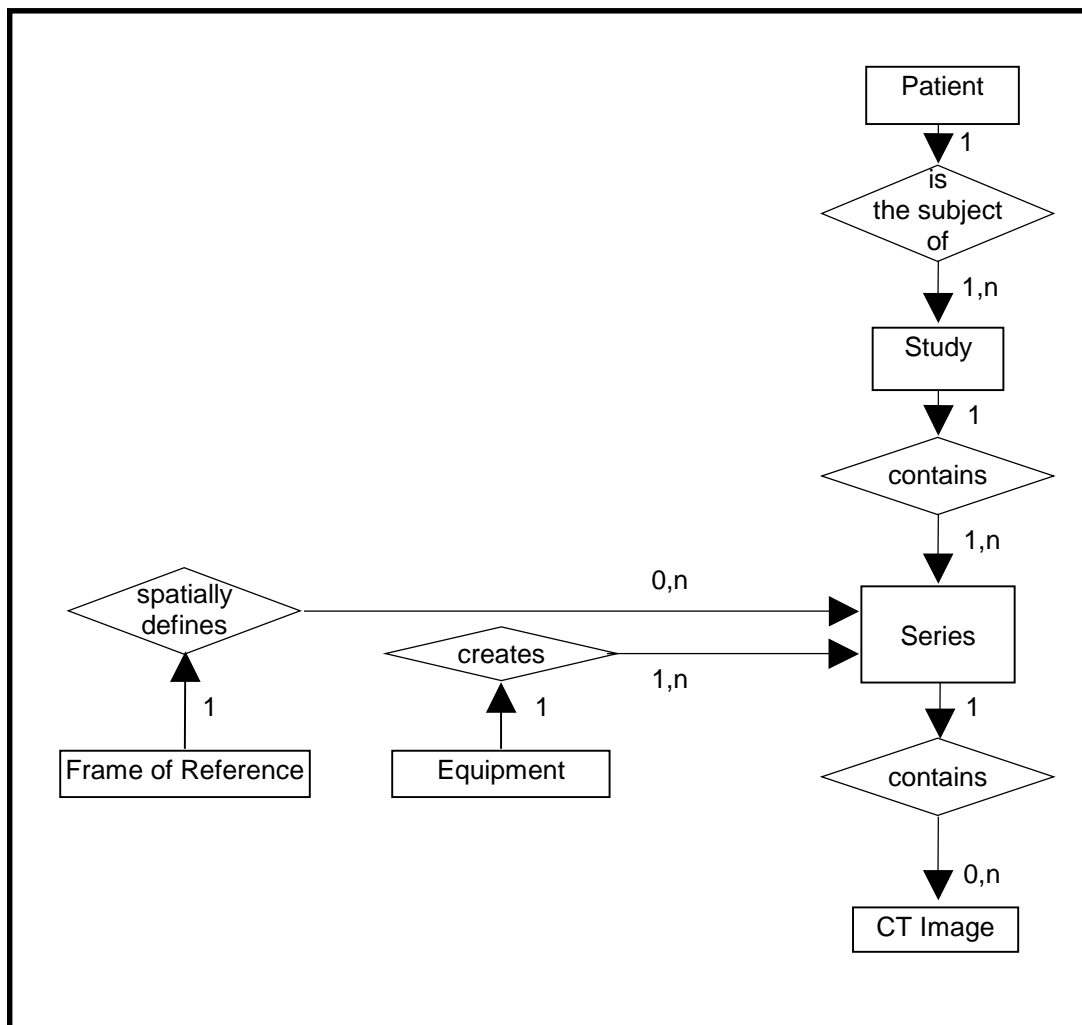 Patient
1
is
the subject
of
1,n
Study
1
contains
1,n
spatially
defines
0,n
Series
creates
1,n
1
1
1
Frame of Reference
Equipment
contains
0,n
CT Image